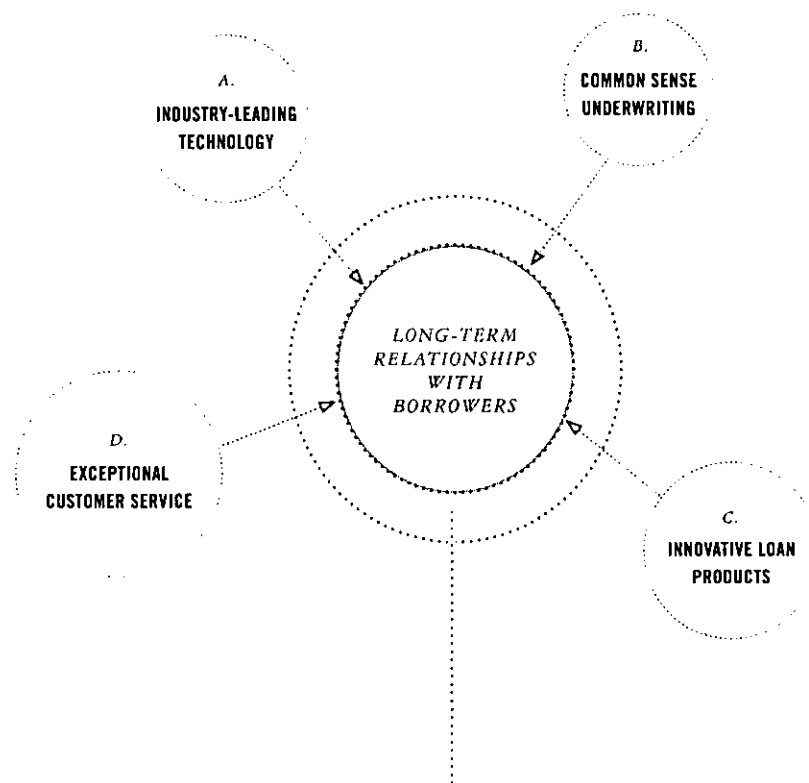 A.
INDUSTRY-LEADING
TECHNOLOGY
B.
COMMON SENSE
UNDERWRITING
LONG-TERM
RELATIONSHIPS
WITH
BORROWERS
D.
EXCEPTIONAL
CUSTOMER SERVICE
C.
INNOVATIVE LOAN
PRODUCTS